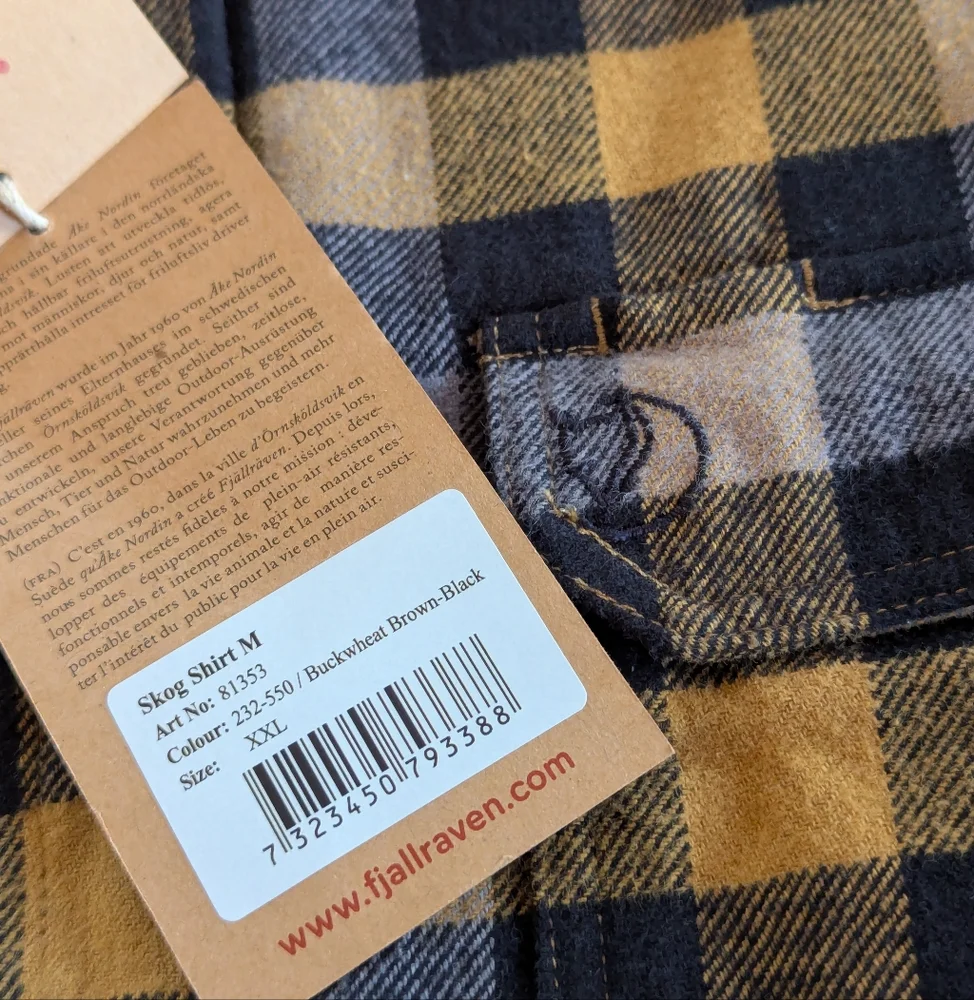 grundade Åke Nordin företaget
i sin källare i den norrländska
Lusten att utveckla tidlös,
hållbar friluftsutrustning, agera
mot människor, djur och natur, samt
upprätthålla intresset för friluftsliv driver
wurde im Jahr 1960 von Åke Nordin
seines Elternhauses im schwedischen
Örnsköldsvik gegründet. Seither sind
unserem Anspruch treu geblieben, zeitlose,
und langlebige Outdoor-Ausrüstung
entwickeln, unsere Verantwortung gegenüber
Mensch, Tier und Natur wahrzunehmen und mehr
Menschen für das Outdoor-Leben zu begeistern.
(FRA) C'est en 1960, dans la ville d'Örnsköldsvik en
Suède qu'Åke Nordin a créé Fjällräven. Depuis lors,
nous sommes restés fidèles à notre mission : déve-
lopper des équipements de plein-air résistants,
fonctionnels et intemporels, agir de manière res-
ponsable envers la vie animale et la nature et susci-
ter l'intérêt du public pour la vie en plein air.
Skog Shirt M
Art No: 81353
Colour: 232-550 / Buckwheat Brown-Black
Size: XXL
7323450793388
www.fjallraven.com